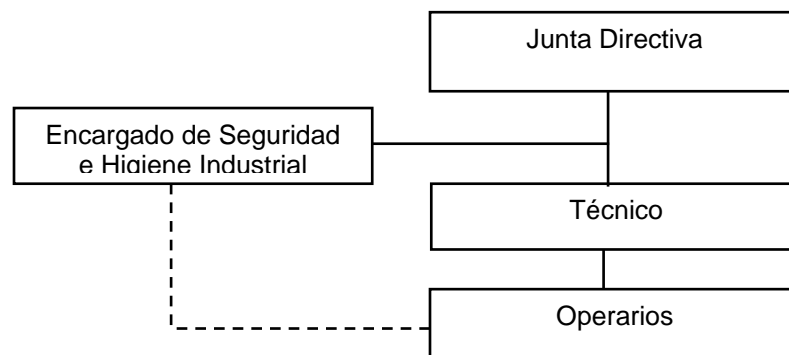 Junta Directiva
Encargado de Seguridad
e Higiene Industrial
Técnico
Operarios